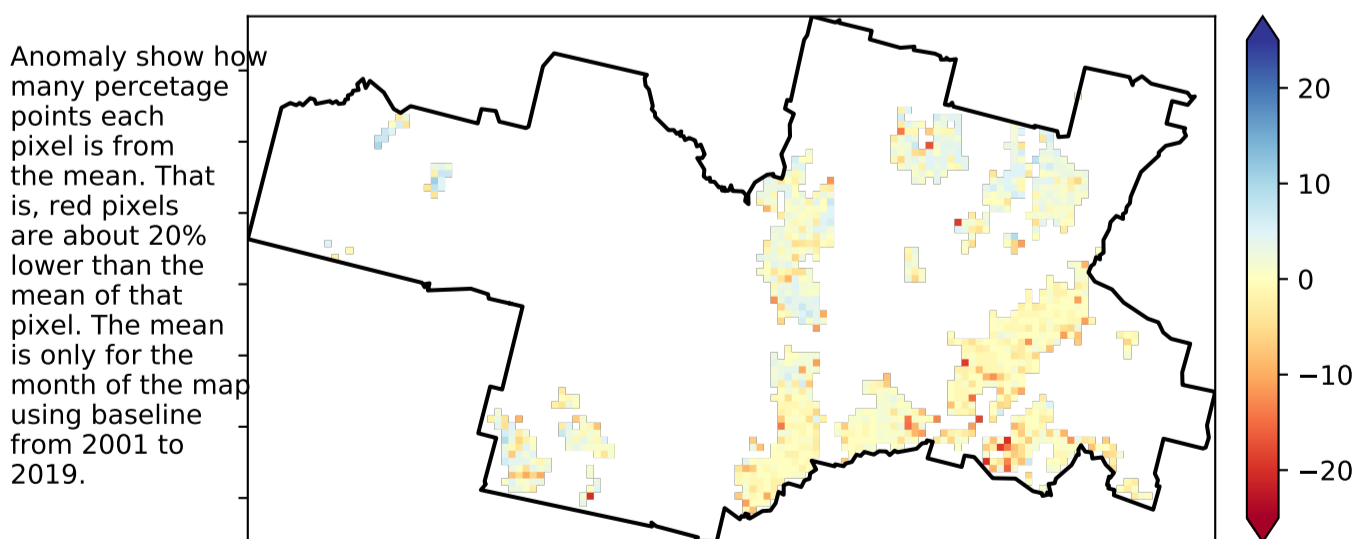 Anomaly show how
many percetage
points each
pixel is from
the mean. That
is, red pixels
are about 20%
lower than the
mean of that
pixel. The mean
is only for the
month of the map
using baseline
from 2001 to
2019.
20
10
0
−10
−20